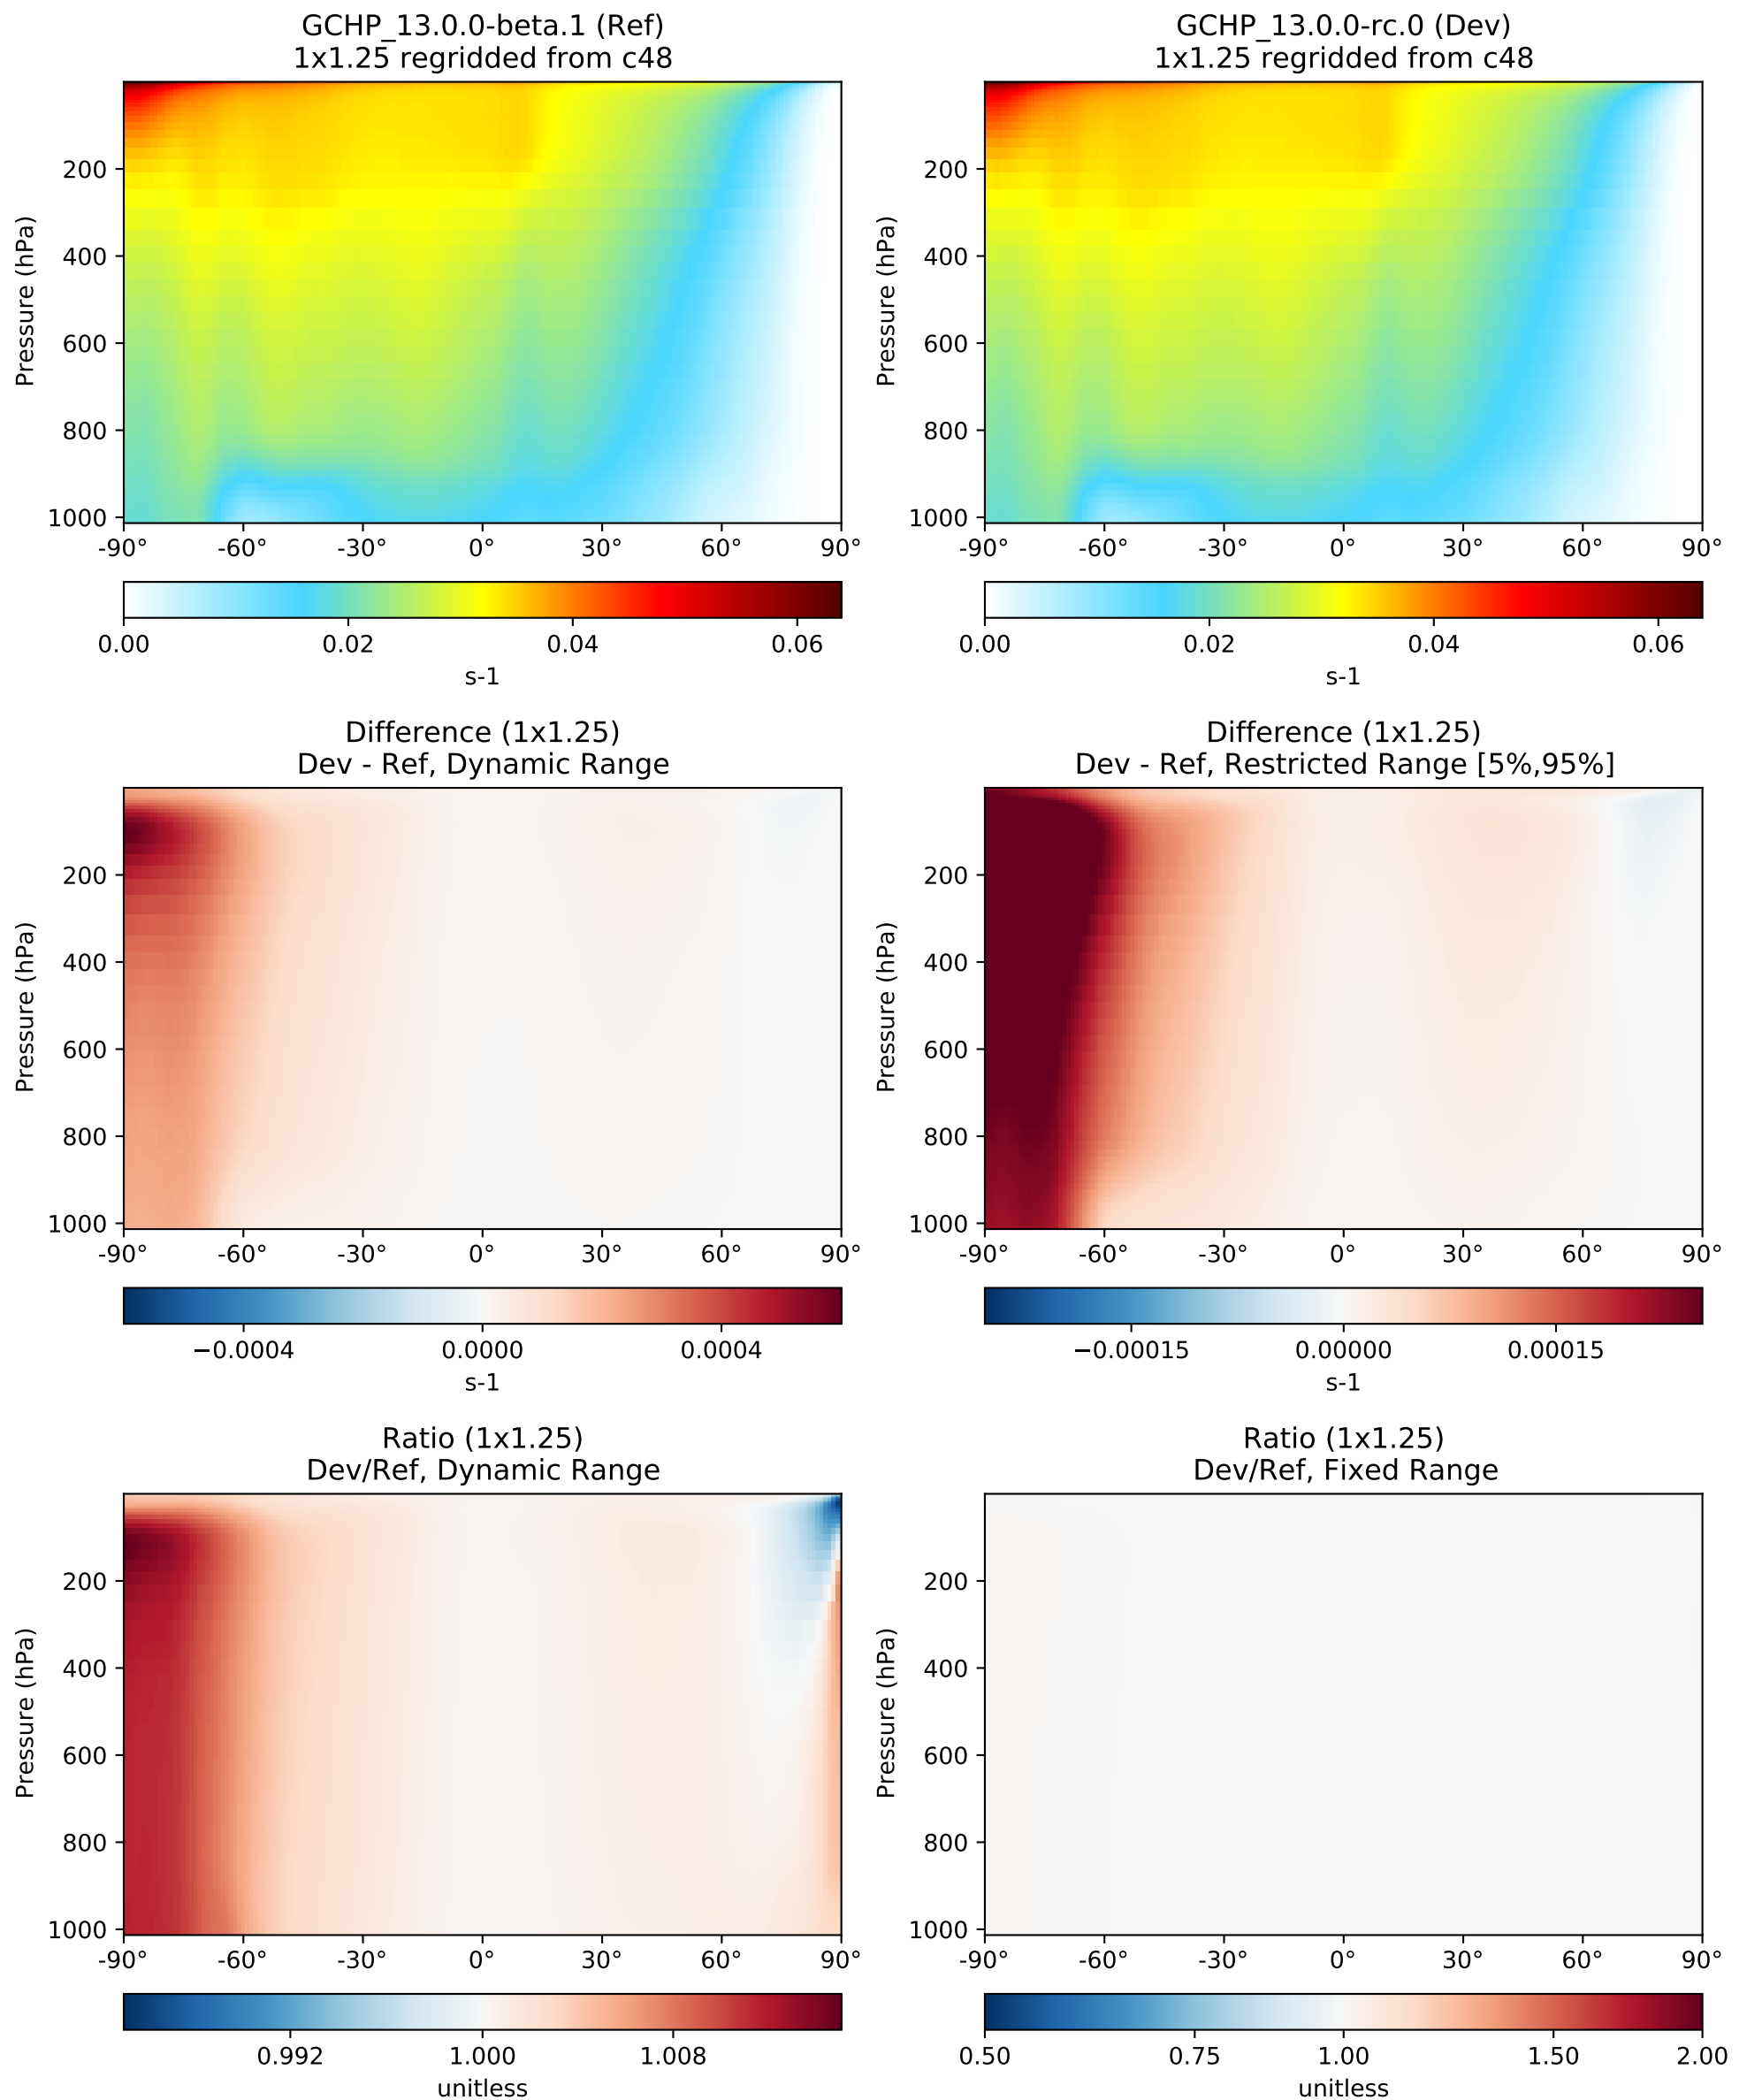 GCHP_13.0.0-beta.1 (Ref)
1x1.25 regridded from c48
Pressure (hPa)
200
400
600
800
1000
-90° -60° -30° 0° 30° 60° 90°
0.00 0.02 0.04 0.06
s-1
GCHP_13.0.0-rc.0 (Dev)
1x1.25 regridded from c48
Pressure (hPa)
200
400
600
800
1000
-90° -60° -30° 0° 30° 60° 90°
0.00 0.02 0.04 0.06
s-1
Difference (1x1.25)
Dev - Ref, Dynamic Range
Pressure (hPa)
200
400
600
800
1000
-90° -60° -30° 0° 30° 60° 90°
−0.0004 0.0000 0.0004
s-1
Difference (1x1.25)
Dev - Ref, Restricted Range [5%,95%]
Pressure (hPa)
200
400
600
800
1000
-90° -60° -30° 0° 30° 60° 90°
−0.00015 0.00000 0.00015
s-1
Ratio (1x1.25)
Dev/Ref, Dynamic Range
Pressure (hPa)
200
400
600
800
1000
-90° -60° -30° 0° 30° 60° 90°
0.992 1.000 1.008
unitless
Ratio (1x1.25)
Dev/Ref, Fixed Range
Pressure (hPa)
200
400
600
800
1000
-90° -60° -30° 0° 30° 60° 90°
0.50 0.75 1.00 1.50 2.00
unitless